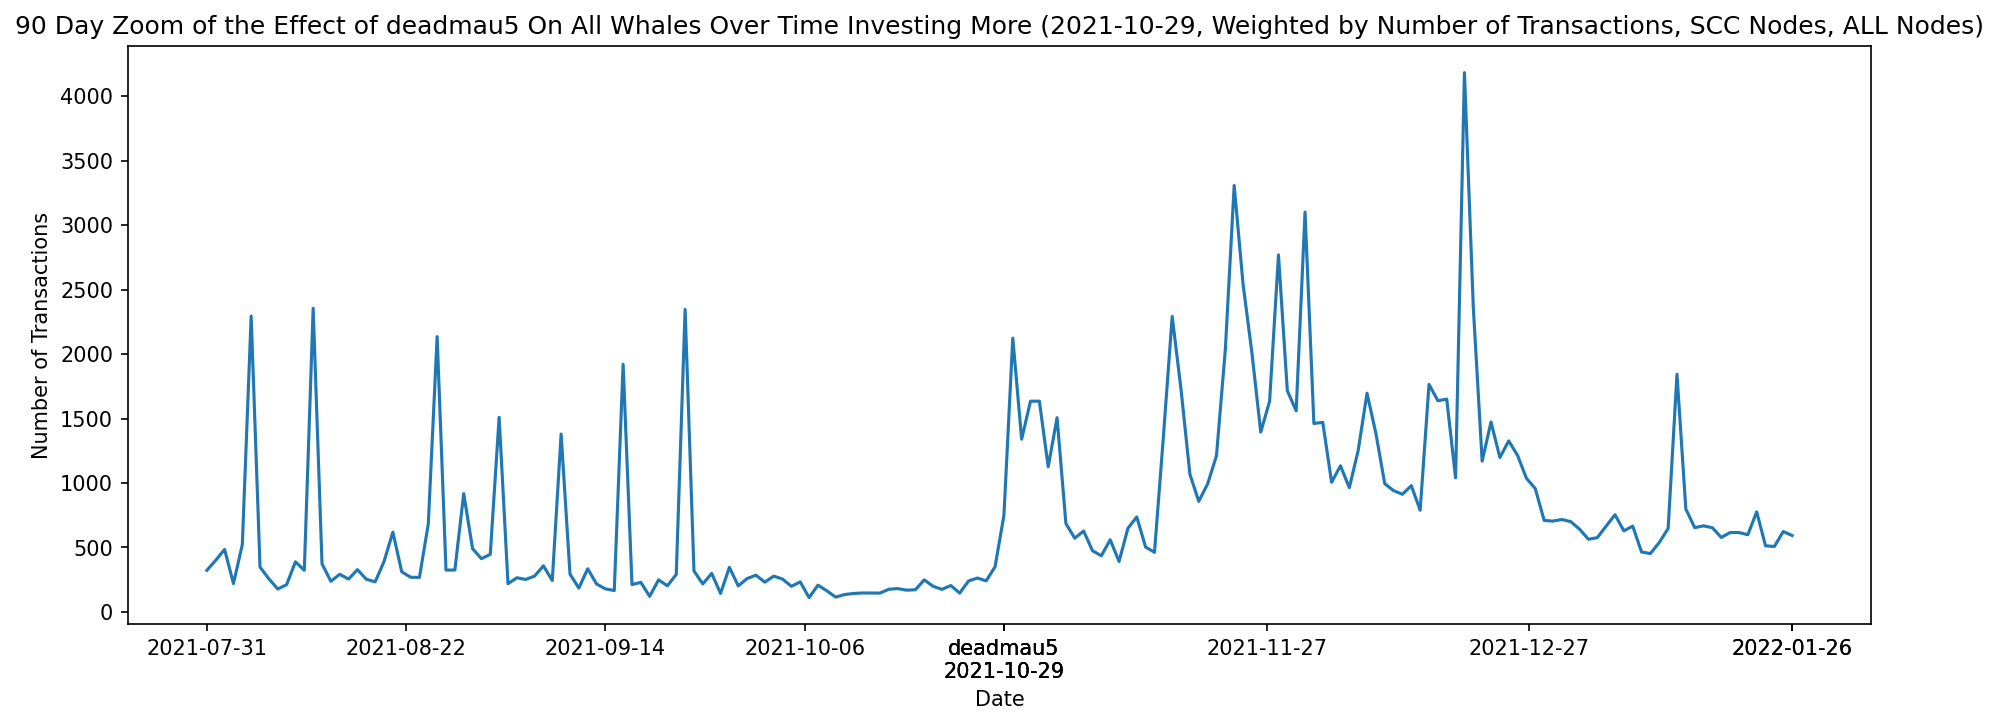 90 Day Zoom of the Effect of deadmau5 On All Whales Over Time Investing More (2021-10-29, Weighted by Number of Transactions, SCC Nodes, ALL Nodes)
Number of Transactions
4000
3500
3000
2500
2000
1500
1000
500
0
2021-07-31 2021-08-22 2021-09-14 2021-10-06 deadmau5 2021-11-27 2021-12-27 2022-01-26
2021-10-29
Date